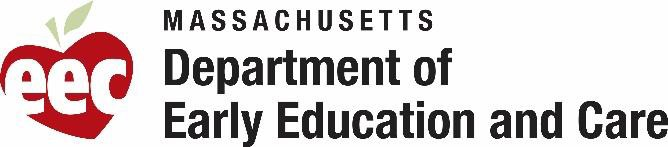 eec
MASSACHUSETTS
Department of
Early Education and Care